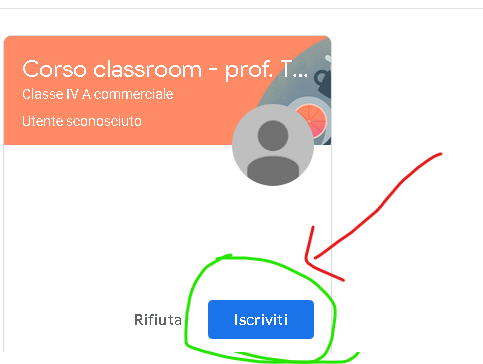 Corso classroom - prof. T...
Classe IV A commerciale
Utente sconosciuto
Rifiuta
Iscriviti